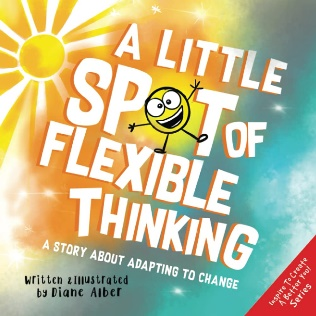 A LITTLE
SPOT OF
FLEXIBLE
THINKING
A STORY ABOUT ADAPTING TO CHANGE
Written & Illustrated
by Diane Alber
Inspire To Create
A Better You!
Series